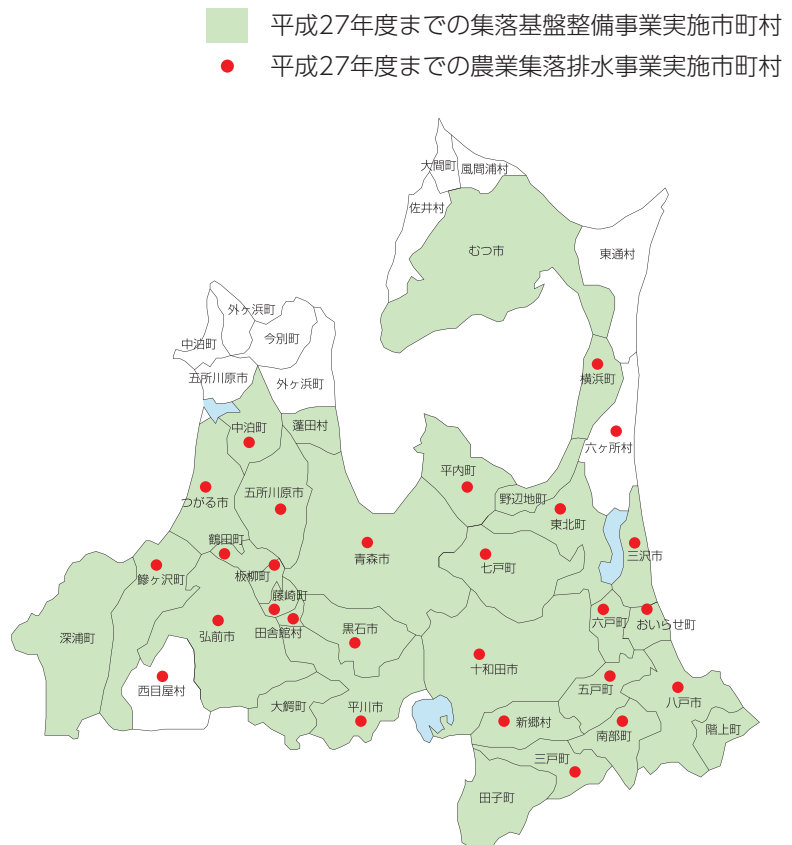 平成27年度までの集落基盤整備事業実施市町村
平成27年度までの農業集落排水事業実施市町村
大間町
風間浦村
佐井村
むつ市
東通村
外ヶ浜町
今別町
中泊町
五所川原市
外ヶ浜町
横浜町
中泊町
蓬田村
六ヶ所村
平内町
つがる市
五所川原市
野辺地町
東北町
鶴田町
青森市
七戸町
三沢市
鰺ヶ沢町
板柳町
藤崎町
六戸町
おいらせ町
深浦町
弘前市
田舎館村
黒石市
十和田市
西目屋村
五戸町
八戸市
大鰐町
平川市
新郷村
南部町
階上町
三戸町
田子町